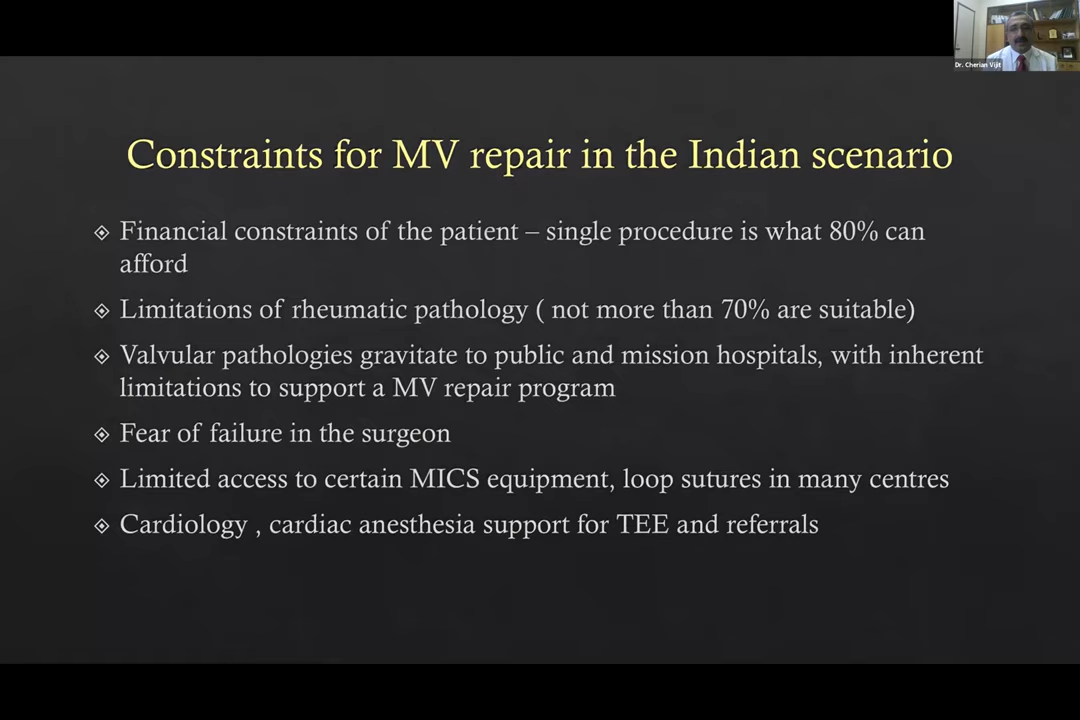 Dr. Cherian Vijit
Constraints for MV repair in the Indian scenario
Financial constraints of the patient – single procedure is what 80% can
afford
Limitations of rheumatic pathology ( not more than 70% are suitable)
Valvular pathologies gravitate to public and mission hospitals, with inherent
limitations to support a MV repair program
Fear of failure in the surgeon
Limited access to certain MICS equipment, loop sutures in many centres
Cardiology , cardiac anesthesia support for TEE and referrals